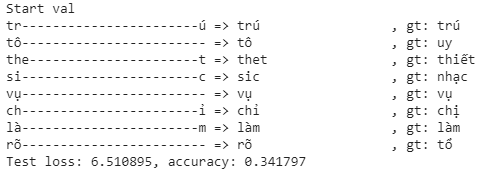 Start val
tr-----------------------ú => trú                 , gt: trú
tô------------------------ => tô                  , gt: uy
the----------------------t => thet                , gt: thiết
si-----------------------c => sic                 , gt: nhạc
vụ------------------------ => vụ                  , gt: vụ
ch-----------------------ỉ => chỉ                 , gt: chị
là-----------------------m => làm                 , gt: làm
rõ------------------------ => rõ                  , gt: tổ
Test loss: 6.510895, accuracy: 0.341797